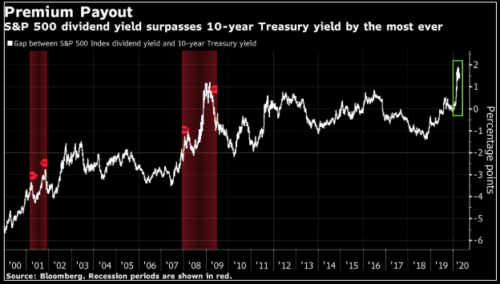 Premium Payout
S&P 500 dividend yield surpasses 10-year Treasury yield by the most ever
Gap between S&P 500 Index dividend yield and 10-year Treasury yield
2
1
0
-1
-2
-3
-4
-5
Percentage points
'00 '01 '02 '03 '04 '05 '06 '07 '08 '09 '10 '11 '12 '13 '14 '15 '16 '17 '18 '19 '20
Source: Bloomberg. Recession periods are shown in red.